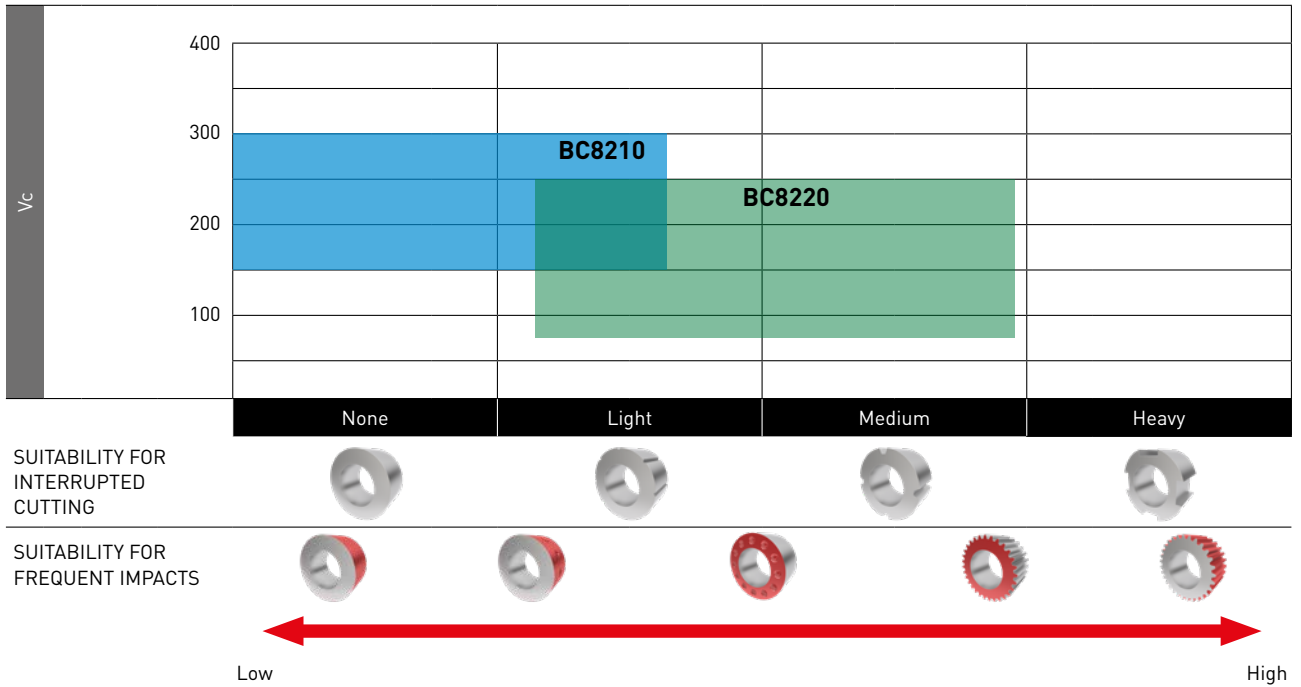 Vc
400
300
200
100
BC8210
BC8220
None
Light
Medium
Heavy
SUITABILITY FOR
INTERRUPTED
CUTTING
SUITABILITY FOR
FREQUENT IMPACTS
Low
High